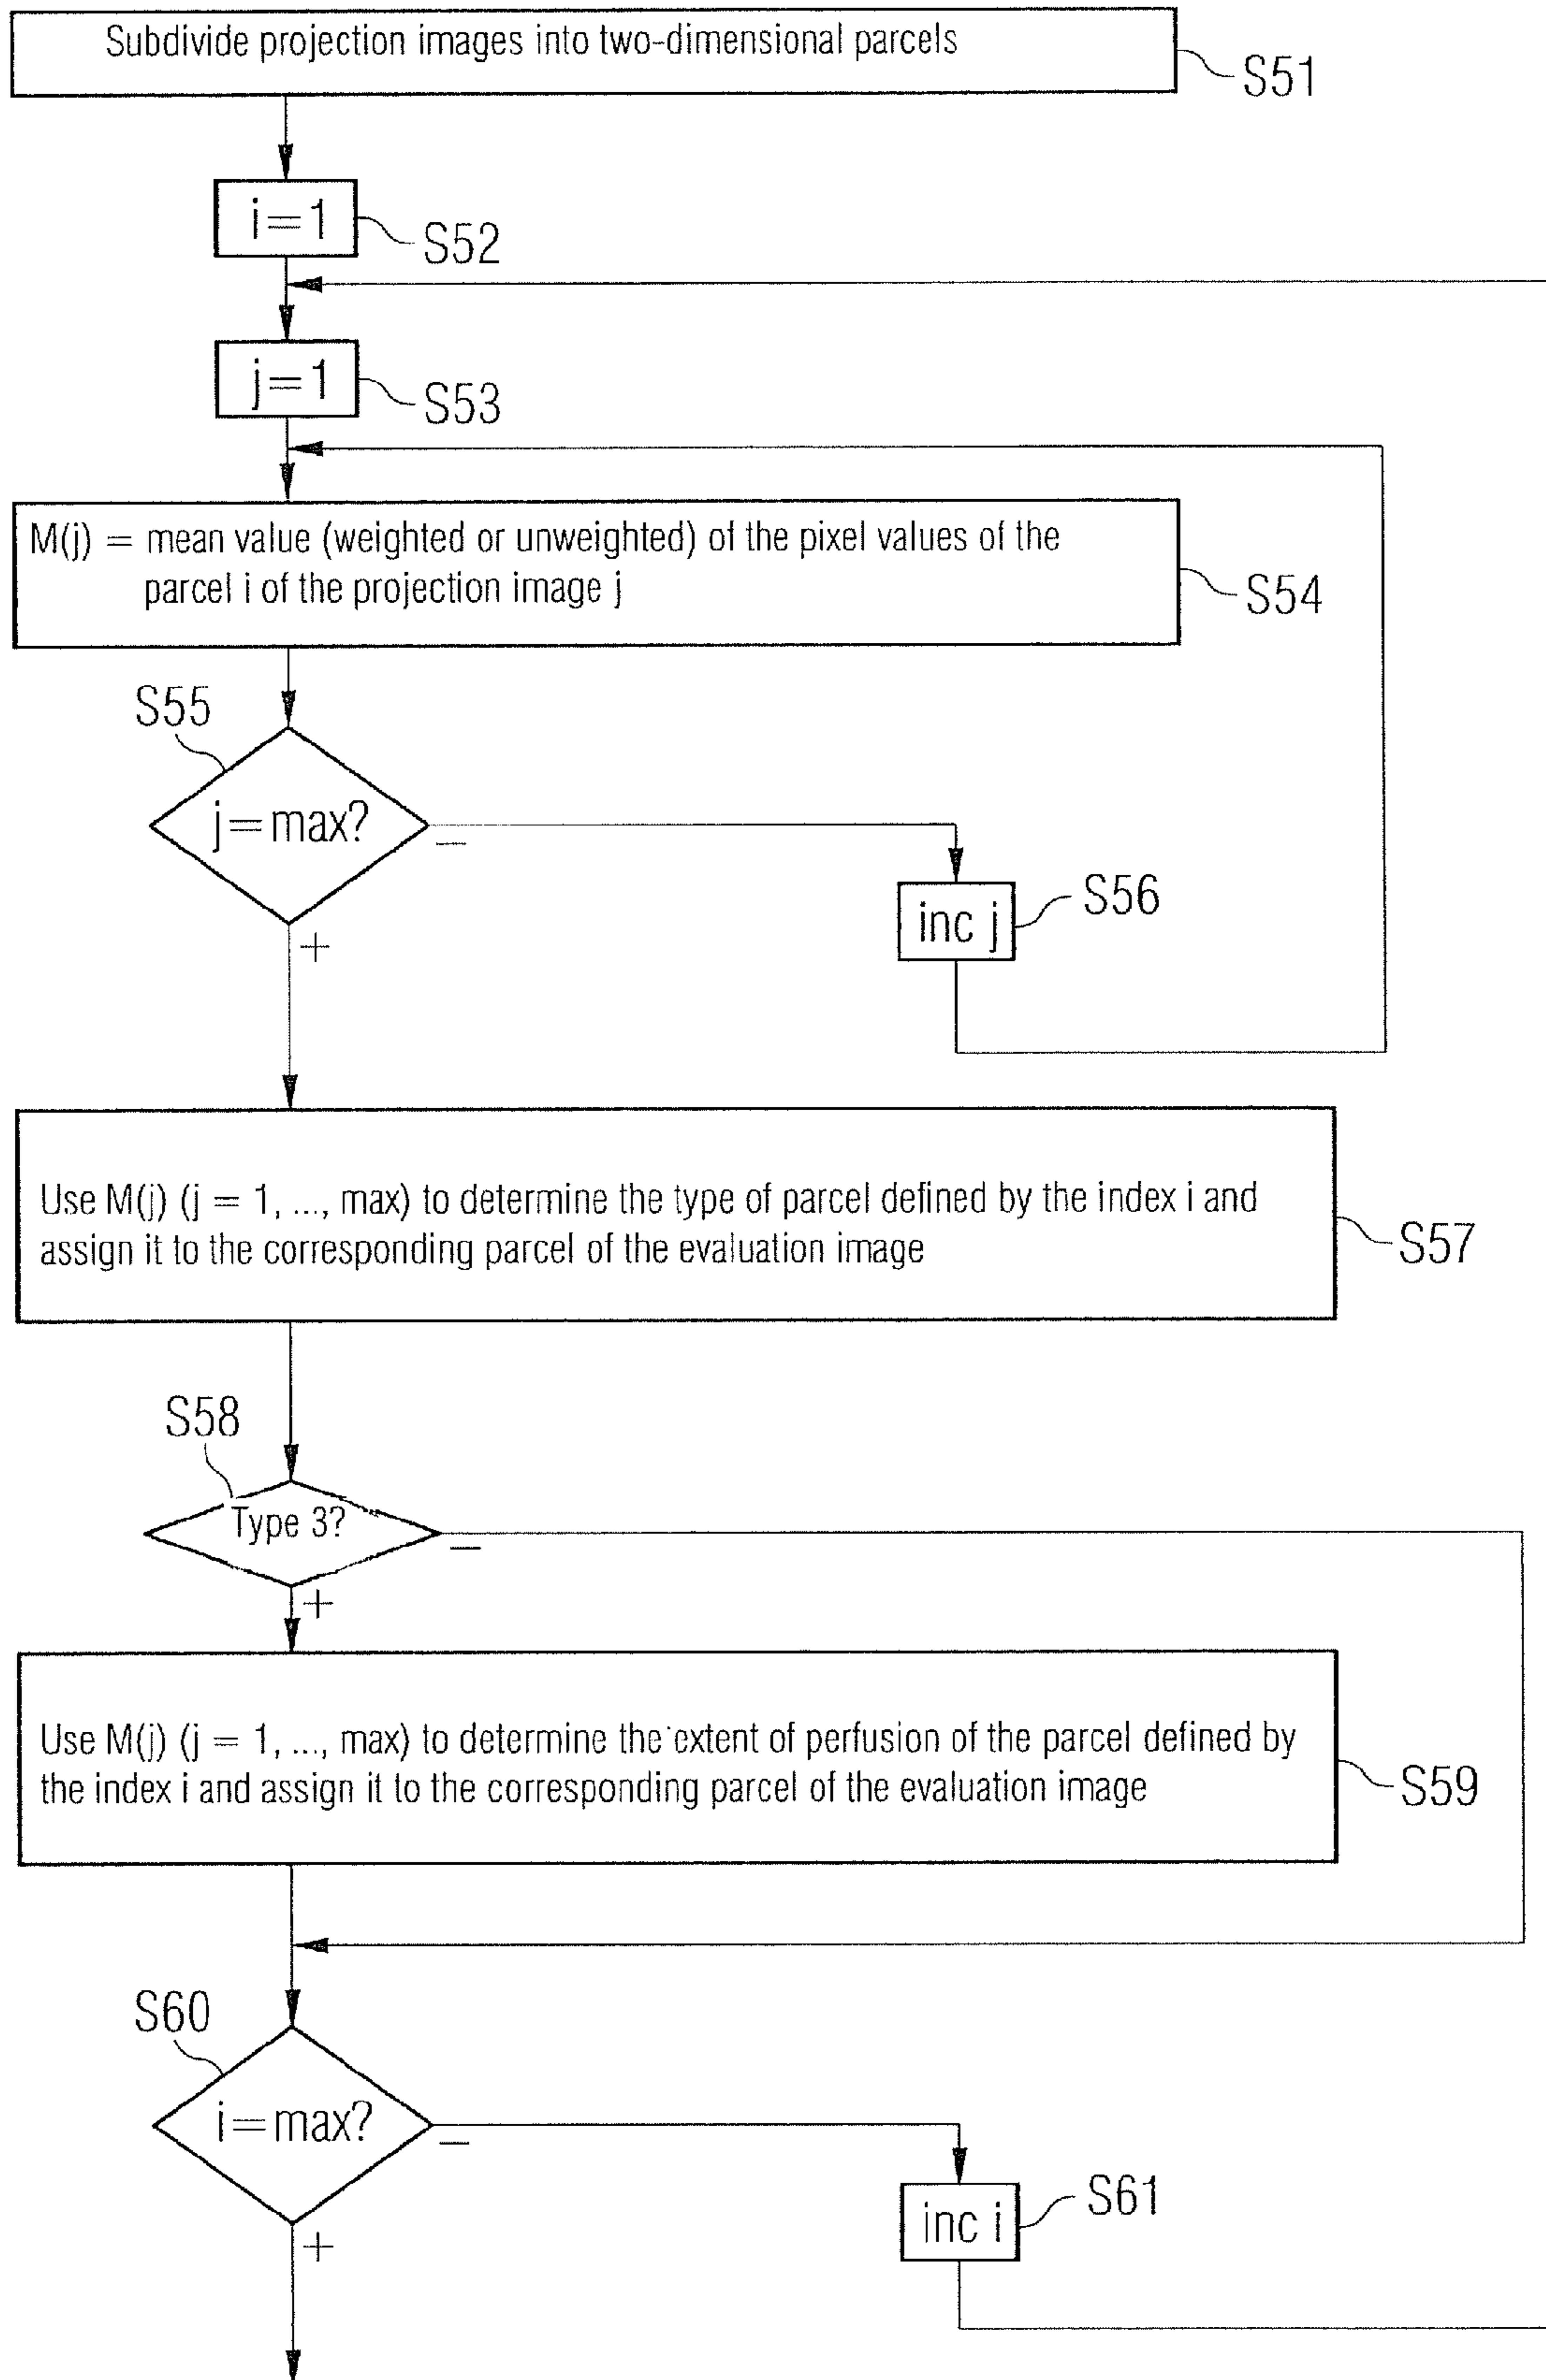 Subdivide projection images into two-dimensional parcels
S51
i=1
S52
j=1
S53
M(j) = mean value (weighted or unweighted) of the pixel values of the
parcel i of the projection image j
S54
S55
j=max?
−
+
inc j
S56
Use M(j) (j = 1, ..., max) to determine the type of parcel defined by the index i and
assign it to the corresponding parcel of the evaluation image
S57
S58
Type 3?
−
+
Use M(j) (j = 1, ..., max) to determine the extent of perfusion of the parcel defined by
the index i and assign it to the corresponding parcel of the evaluation image
S59
S60
i=max?
−
+
inc i
S61